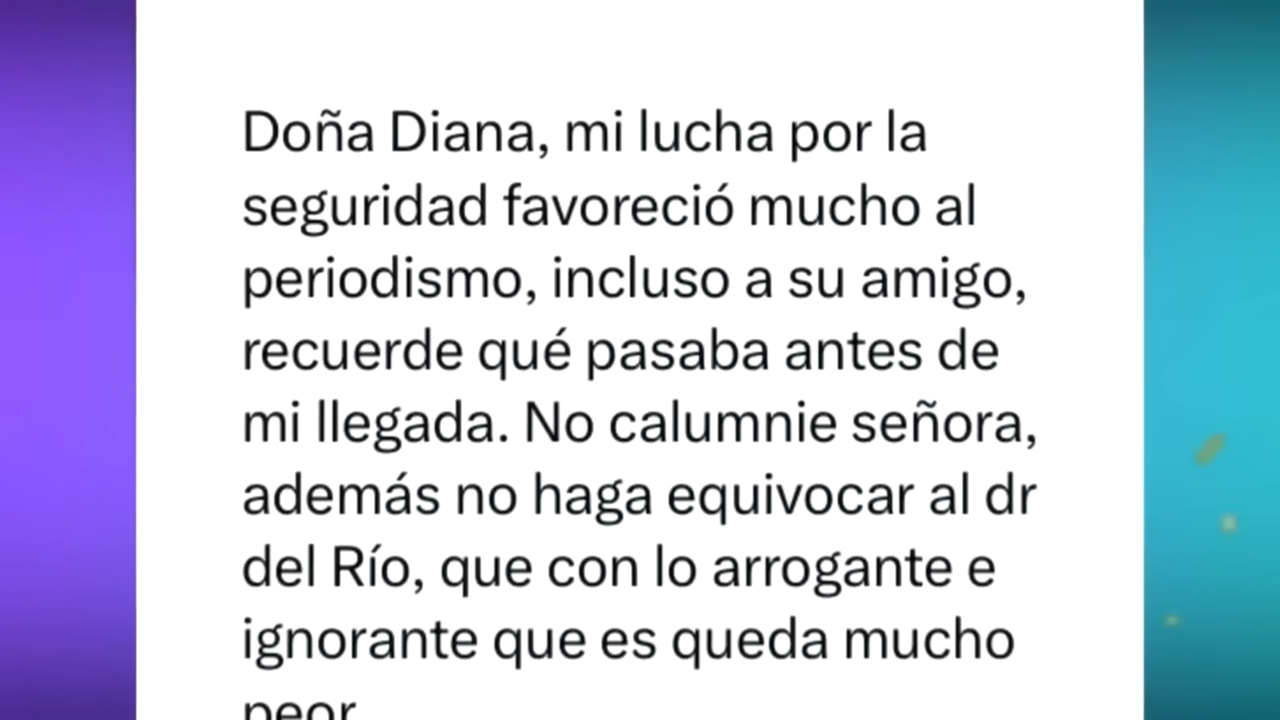 Doña Diana, mi lucha por la
seguridad favoreció mucho al
periodismo, incluso a su amigo,
recuerde qué pasaba antes de
mi llegada. No calumnie señora,
además no haga equivocar al dr
del Río, que con lo arrogante e
ignorante que es queda mucho
peor